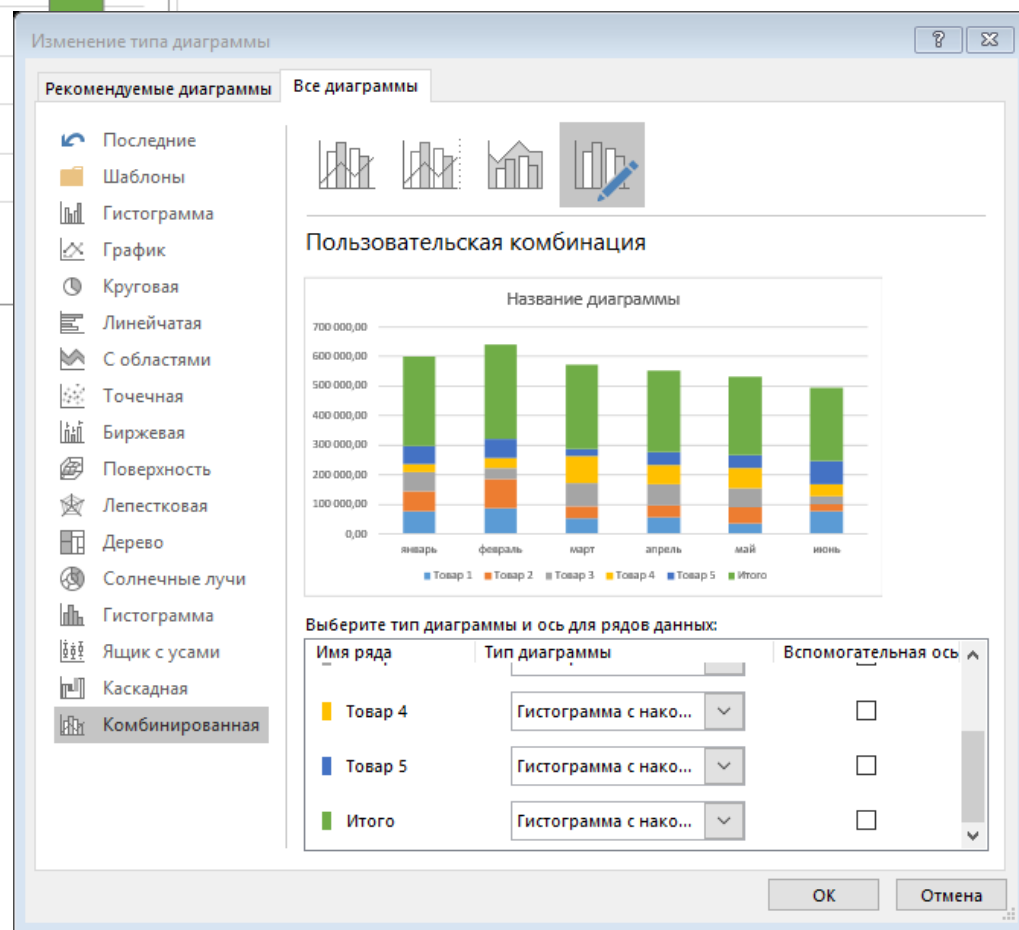 Изменение типа диаграммы
Рекомендуемые диаграммы
Все диаграммы
Последние
Шаблоны
Гистограмма
График
Круговая
Линейчатая
С областями
Точечная
Биржевая
Поверхность
Лепестковая
Дерево
Солнечные лучи
Гистограмма
Ящик с усами
Каскадная
Комбинированная
Пользовательская комбинация
Название диаграммы
700 000,00
600 000,00
500 000,00
400 000,00
300 000,00
200 000,00
100 000,00
0,00
январь февраль март апрель май июнь
Товар 1 Товар 2 Товар 3 Товар 4 Товар 5 Итого
Выберите тип диаграммы и ось для рядов данных:
Имя ряда Тип диаграммы Вспомогательная ось
Товар 4 Гистограмма с нако...
Товар 5 Гистограмма с нако...
Итого Гистограмма с нако...
ОК Отмена